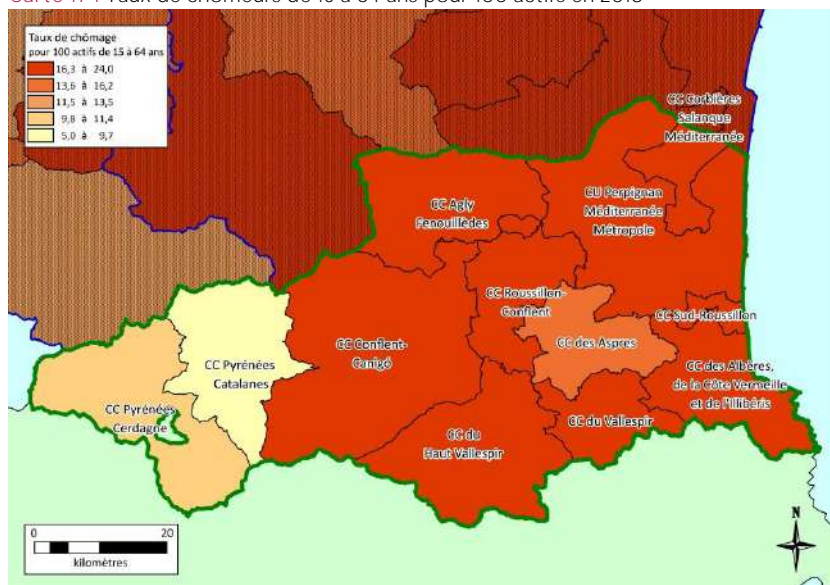 Taux de chômage
pour 100 actifs de 15 à 64 ans
16,3 à 24,0
13,6 à 16,2
11,5 à 13,5
9,8 à 11,4
5,0 à 9,7
CC Corbières
Salanque
Méditerranée
CC Agly
Fenouillèdes
CU Perpignan
Méditerranée
Métropole
CC Roussillon-
Conflent
CC Sud-Roussillon
CC des Aspres
CC Conflent-
Canigó
CC Pyrénées
Catalanes
CC des Albères,
de la Côte Vermeille
et de l'Illibéris
CC Pyrénées
Cerdagne
CC du Vallespir
CC du
Haut Vallespir
N
0 20
kilomètres